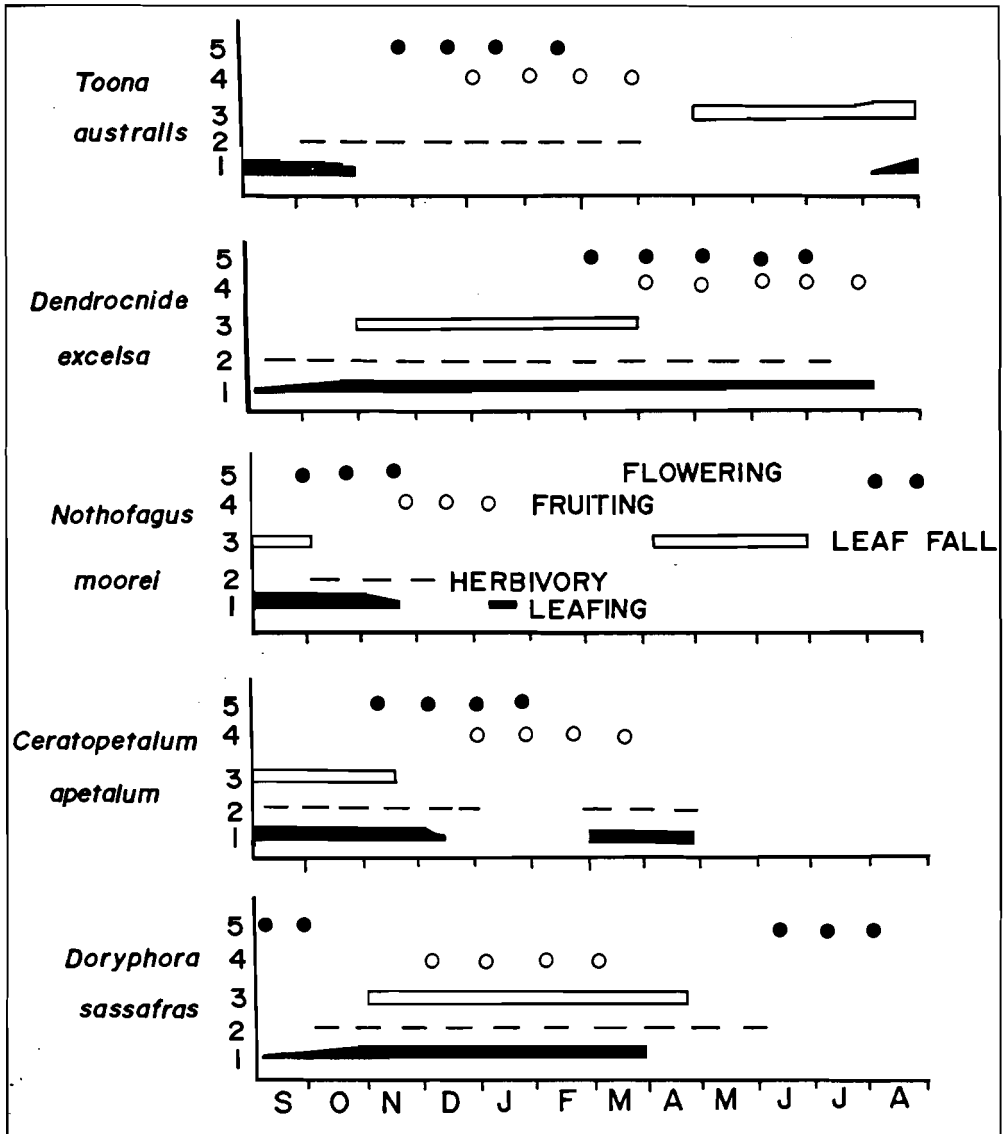 5
Toona 4
australls 3
2
1
5
Dendrocnide 4
3
excelsa 2
1
5 FLOWERING
Nothofagus 4 FRUITING
3 LEAF FALL
moorei 2 HERBIVORY
1 LEAFING
5
Ceratopetalum 4
3
apetalum 2
1
5
Doryphora 4
sassafras 3
2
1
S O N D J F M A M J J A